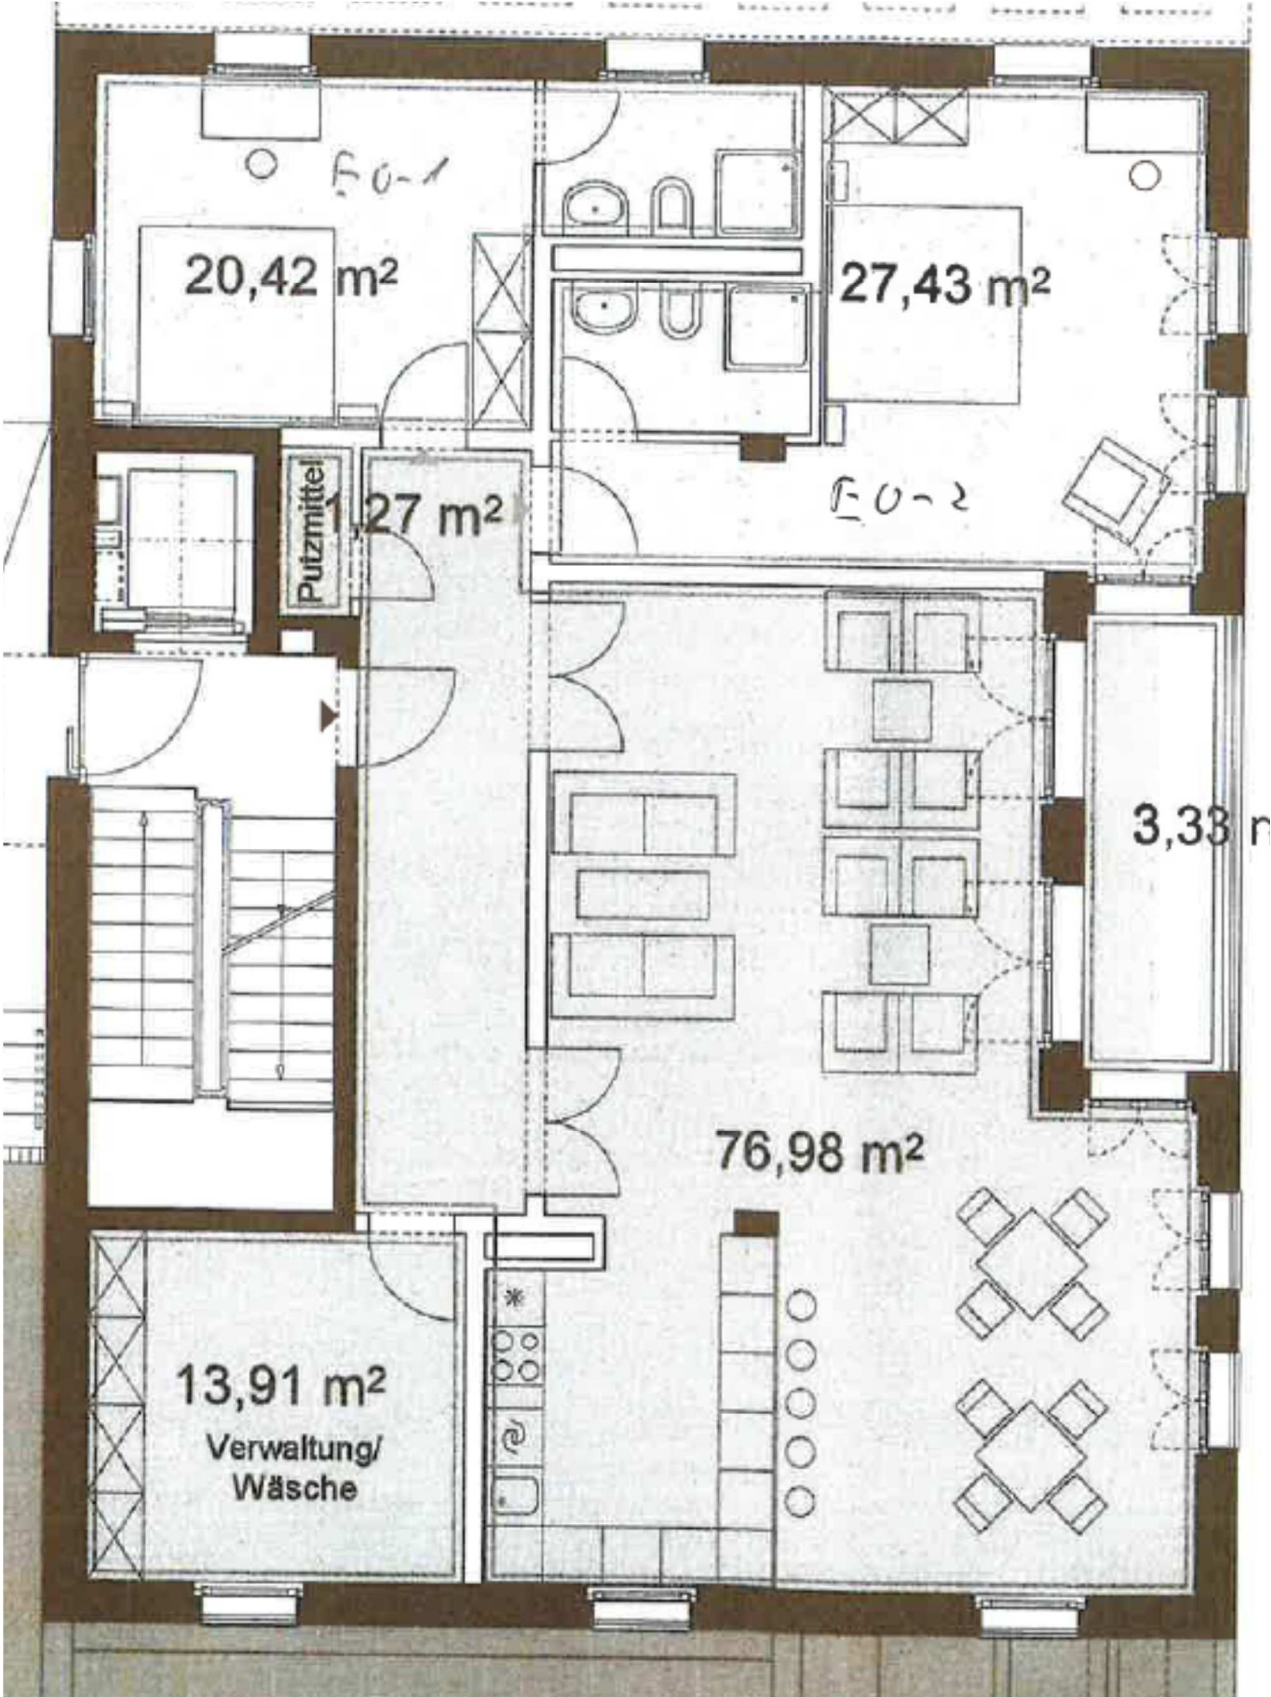 E0-1
20,42 m²
27,43 m²
Putzmittel
1,27 m²
E0-2
3,33
76,98 m²
13,91 m²
Verwaltung/
Wäsche